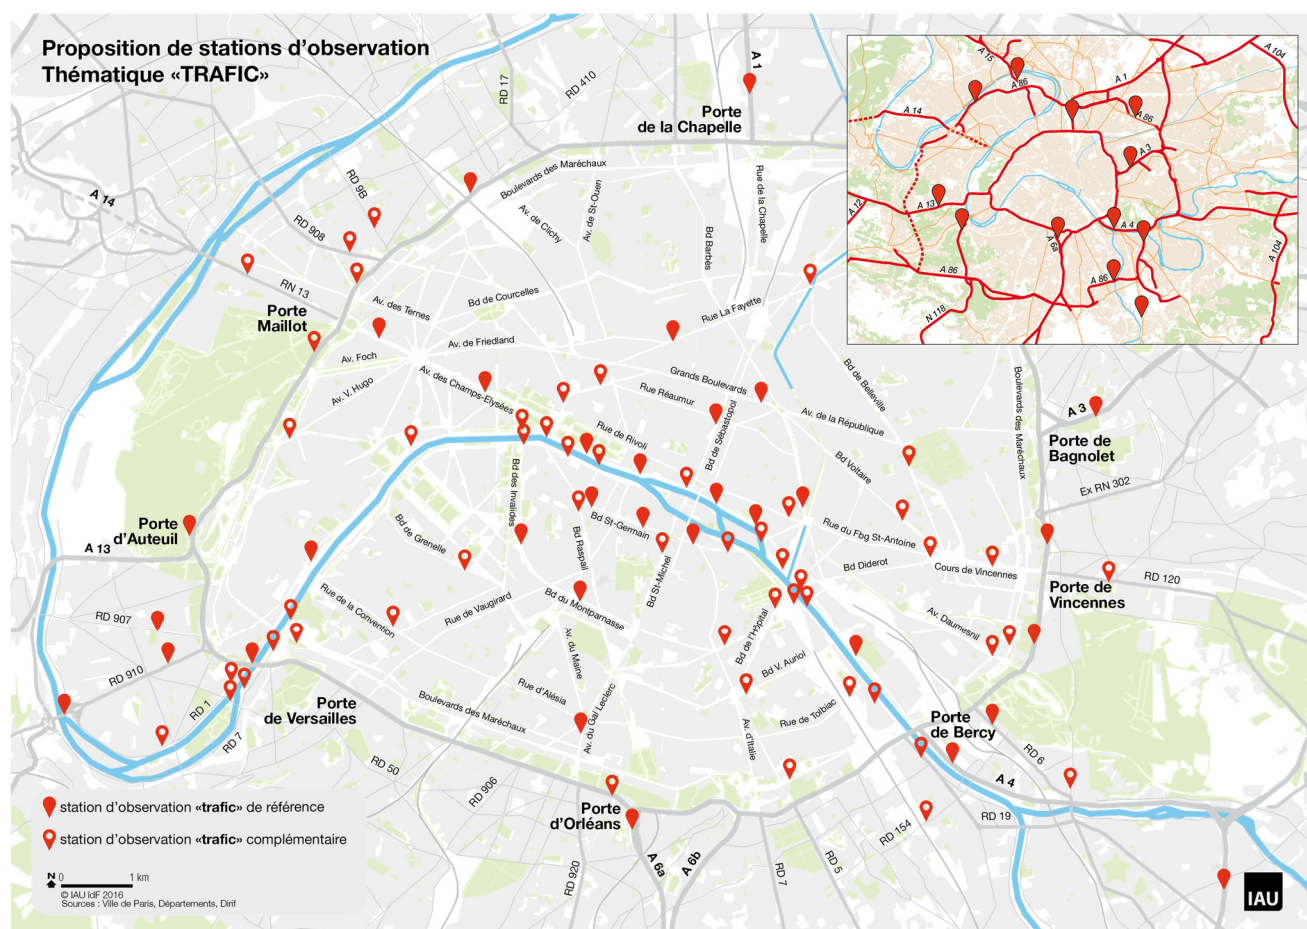 Proposition de stations d'observation
Thématique «TRAFIC»
A 1
RD 17
RD 410
Porte
de la Chapelle
A 15
A 86
A 1
A 104
A 14
A 86
A 3
A 13
A 12
A 4
A 6a
A 86
A 86
A 104
N 118
Boulevards des Maréchaux
RD 9B
A 14
RD 908
Av. de St-Ouen
Av. de Clichy
Rue de la Chapelle
Bd Barbès
RN 13
Porte
Maillot
Av. des Ternes
Bd de Courcelles
Rue La Fayette
Av. de Friedland
Av. Foch
Av. V. Hugo
Av. des Champs-Elysées
Grands Boulevards
Rue Réaumur
Bd de Belleville
Boulevards des Maréchaux
A 3
Porte de
Bagnolet
Av. de la République
Rue de Rivoli
Bd de Sébastopol
Bd Voltaire
Ex RN 302
Bd des Invalides
Porte
d'Auteuil
A 13
Bd de Grenelle
Bd St-Germain
Bd Raspail
Rue du Fbg St-Antoine
Bd Diderot
Cours de Vincennes
RD 120
Porte de
Vincennes
Bd St-Michel
Rue de la Convention
Rue de Vaugirard
Bd du Montparnasse
RD 907
Av. du Maine
Bd de l'Hôpital
Av. Daumesnil
RD 910
Bd V. Auriol
Rue d'Alésia
Av. du Gal Leclerc
RD 1
RD 7
Porte
de Versailles
Boulevards des Maréchaux
Rue de Tolbiac
Av. d'Italie
Porte
de Bercy
RD 6
A 4
RD 50
RD 906
Porte
d'Orléans
RD 19
RD 154
A 6a
A 6b
RD 920
RD 7
RD 5
station d'observation «trafic» de référence
station d'observation «trafic» complémentaire
N 0 1 km
© IAU îdF 2016
Sources : Ville de Paris, Départements, Dirif
IAU